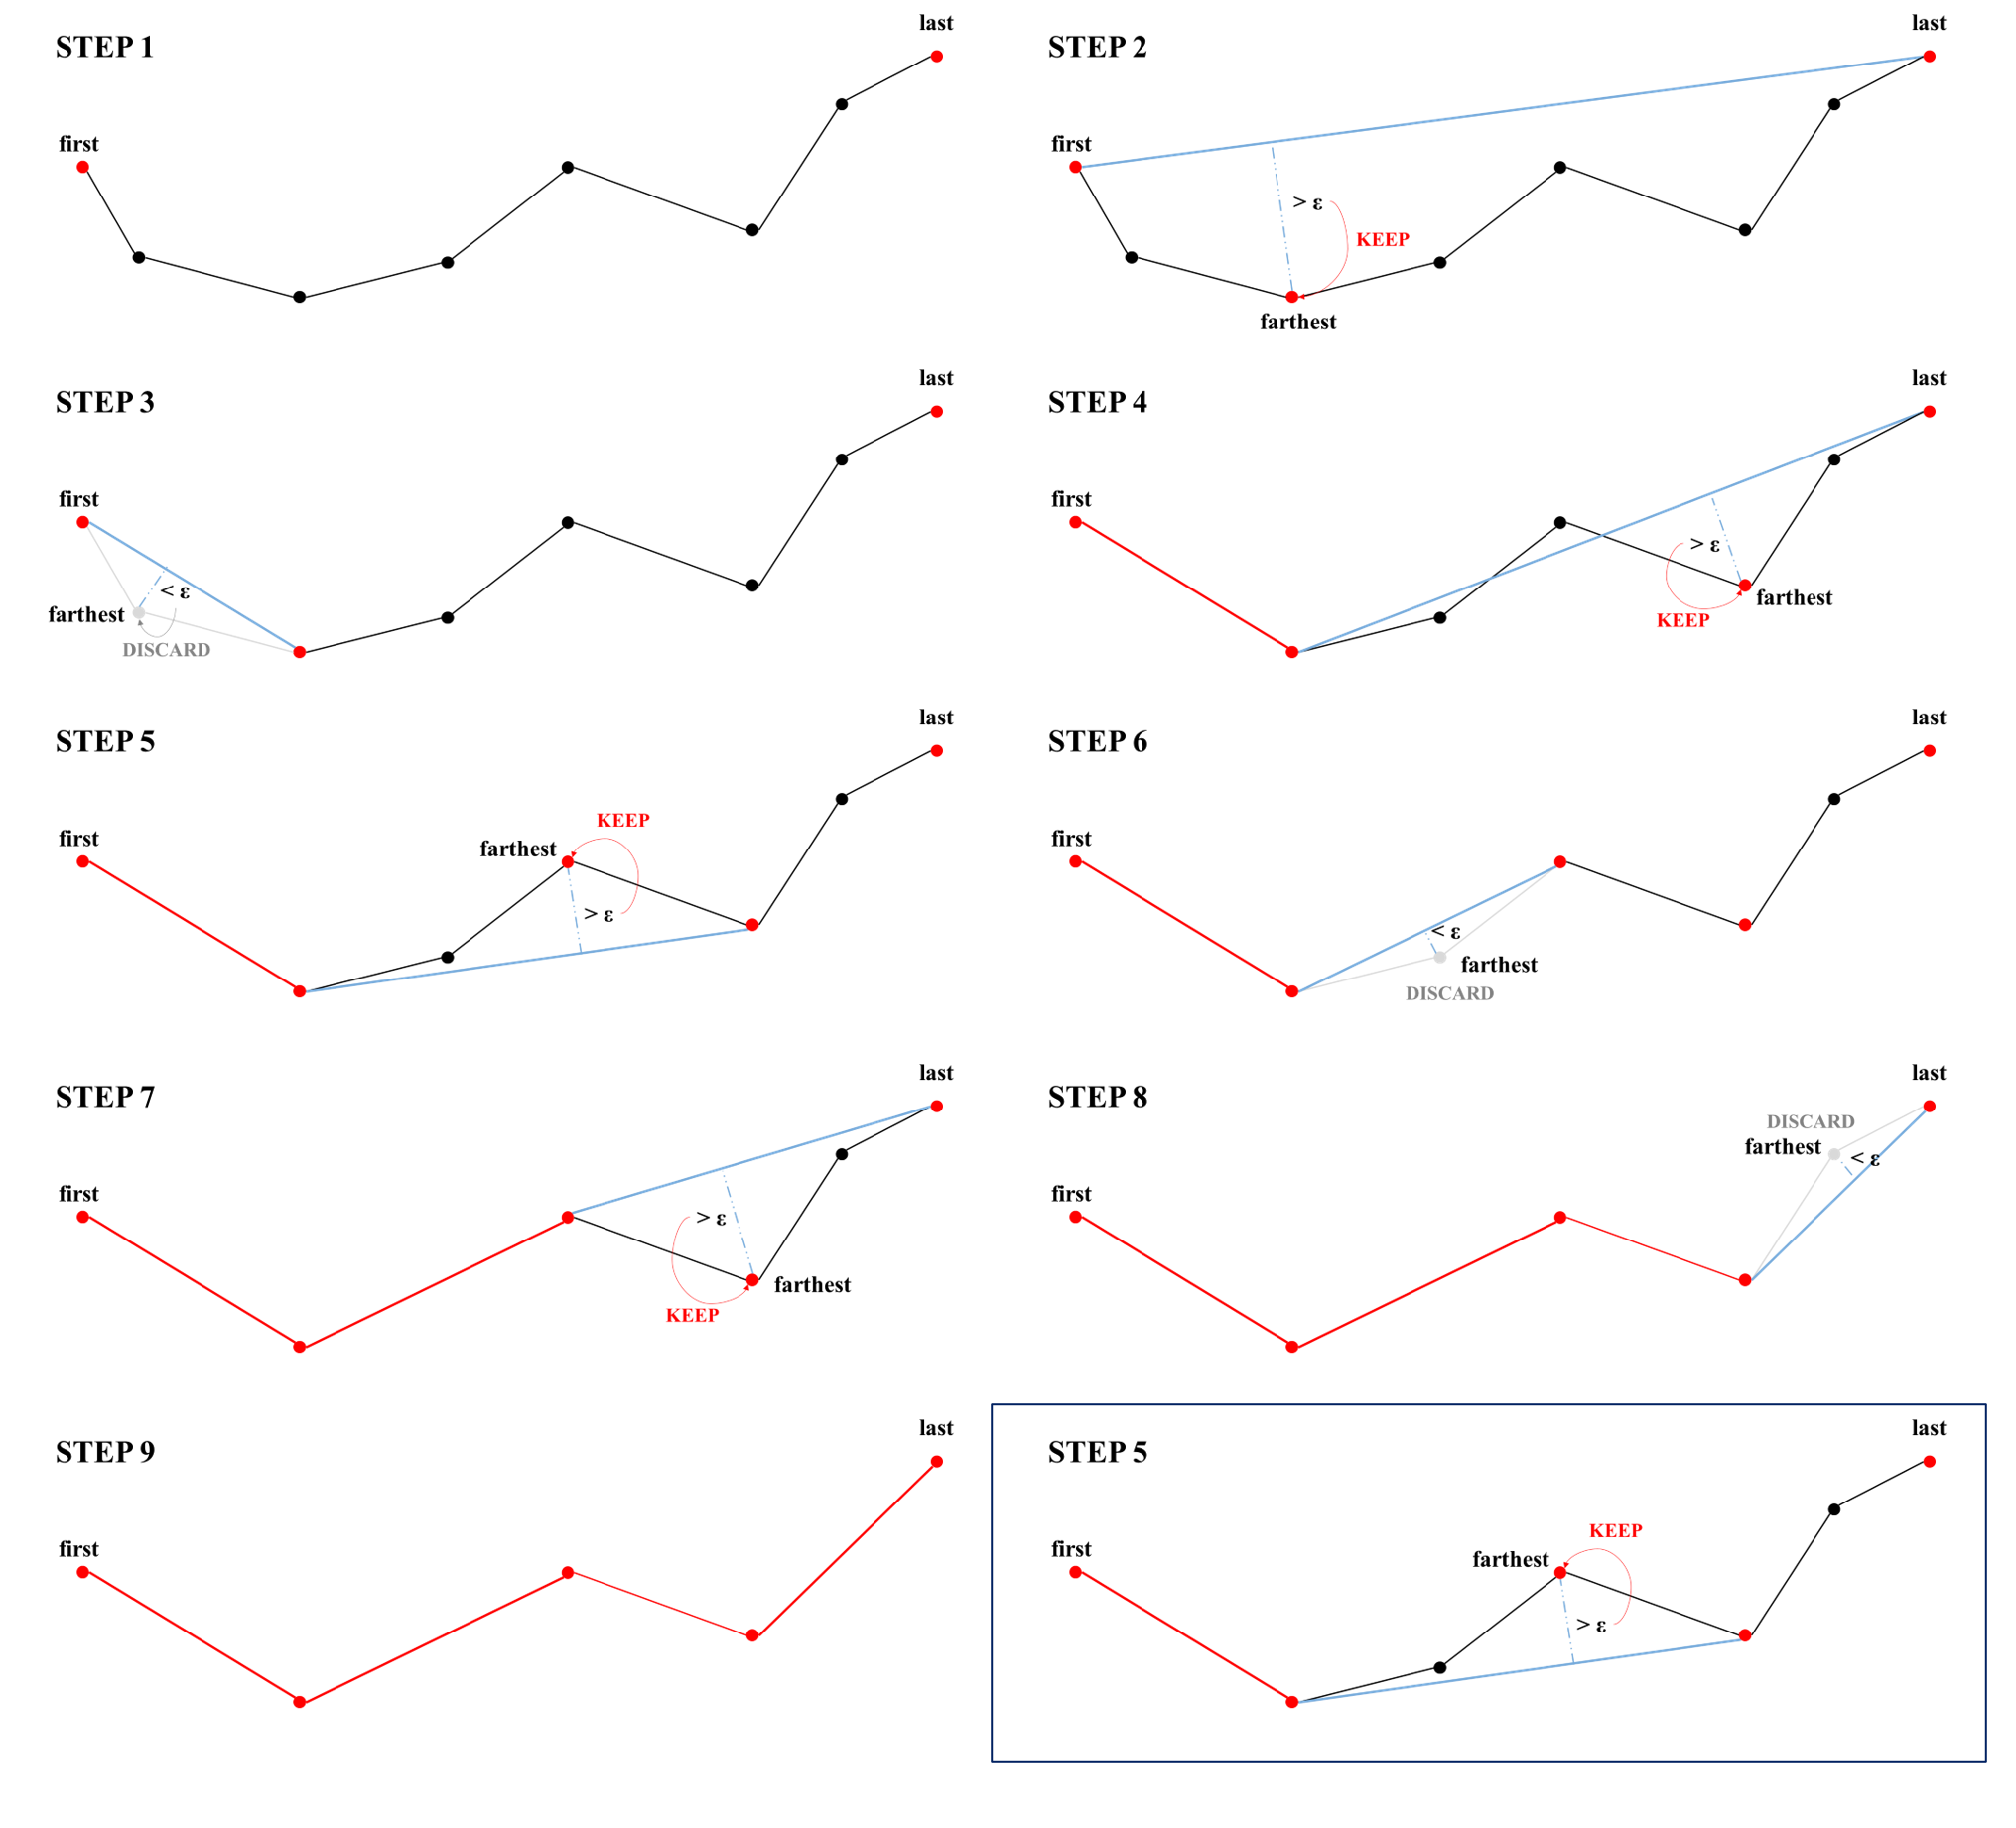 STEP 1
last
first
STEP 2
last
first
> ε
KEEP
farthest
STEP 3
last
first
< ε
farthest
DISCARD
STEP 4
last
first
> ε
farthest
KEEP
STEP 5
last
KEEP
first
farthest
> ε
STEP 6
last
first
< ε
farthest
DISCARD
STEP 7
last
first
> ε
farthest
KEEP
STEP 8
last
DISCARD
farthest
< ε
first
STEP 9
last
first
STEP 5
last
KEEP
first
farthest
> ε